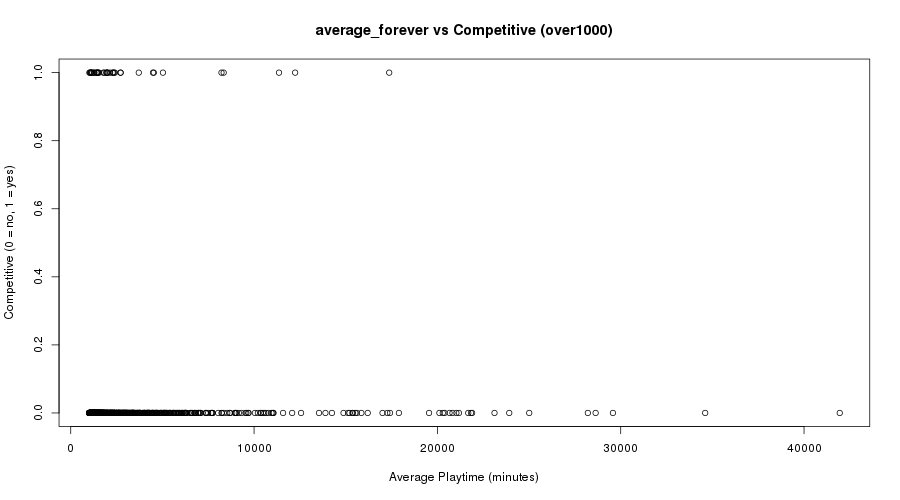 average_forever vs Competitive (over1000)
Competitive (0 = no, 1 = yes)
1.0
0.8
0.6
0.4
0.2
0.0
0 10000 20000 30000 40000
Average Playtime (minutes)